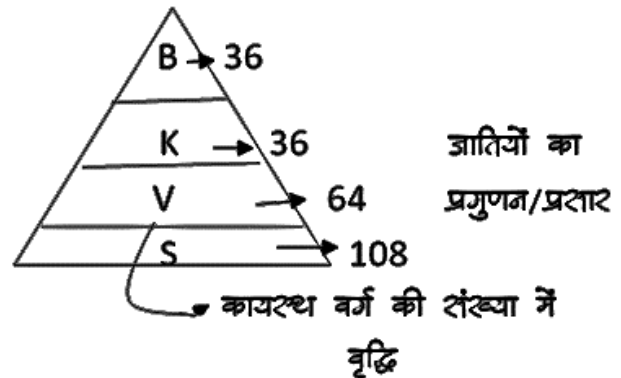 B → 36
K → 36
V → 64
S → 108
जातियों का
प्रगुणन/प्रसार
कायस्थ वर्ग की संख्या में
वृद्धि